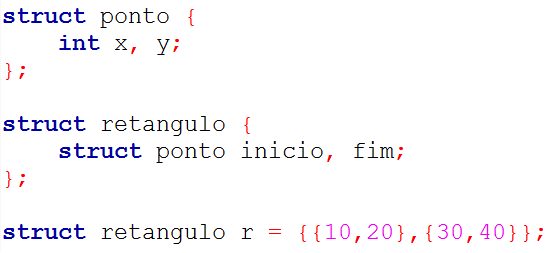 struct ponto {
    int x, y;
};
struct retangulo {
    struct ponto inicio, fim;
};
struct retangulo r = {{10,20},{30,40}};